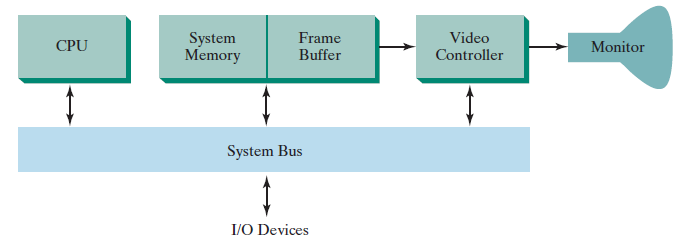 CPU
System
Memory
Frame
Buffer
Video
Controller
Monitor
System Bus
I/O Devices